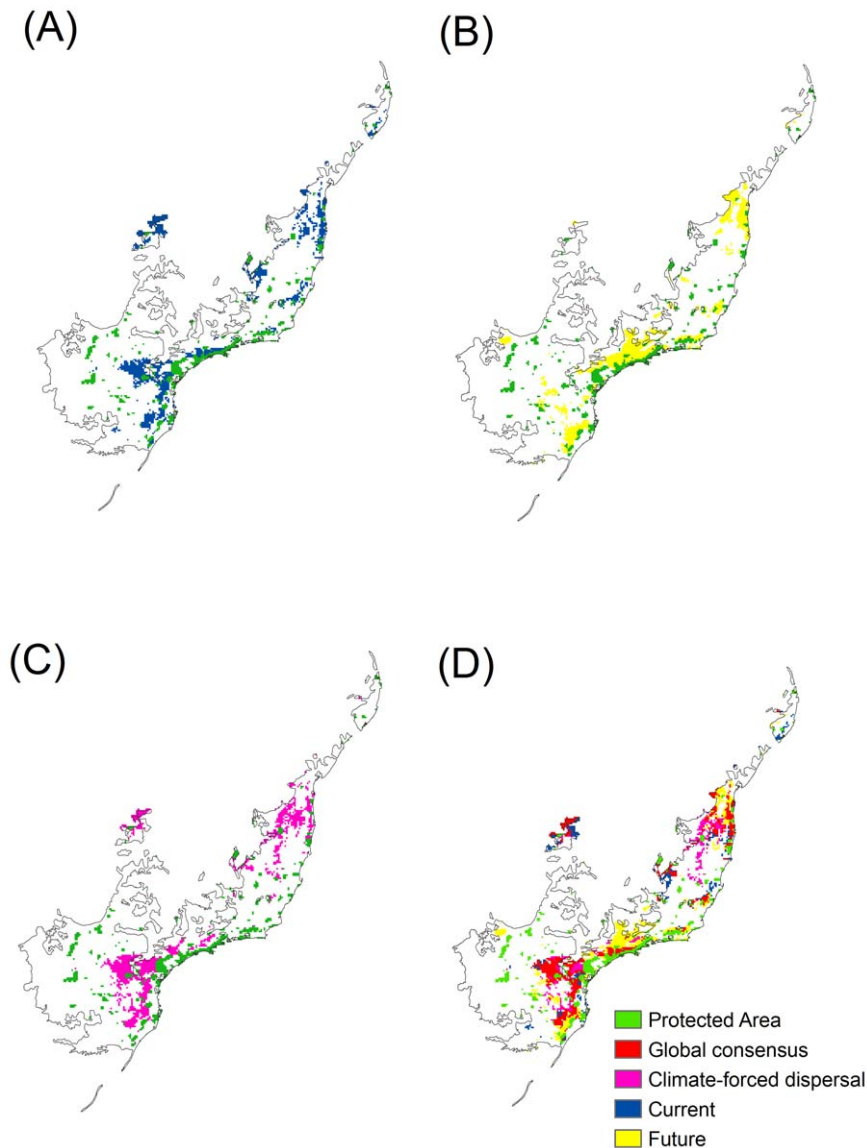 (A)
(B)
(C)
(D)
Protected Area
Global consensus
Climate-forced dispersal
Current
Future